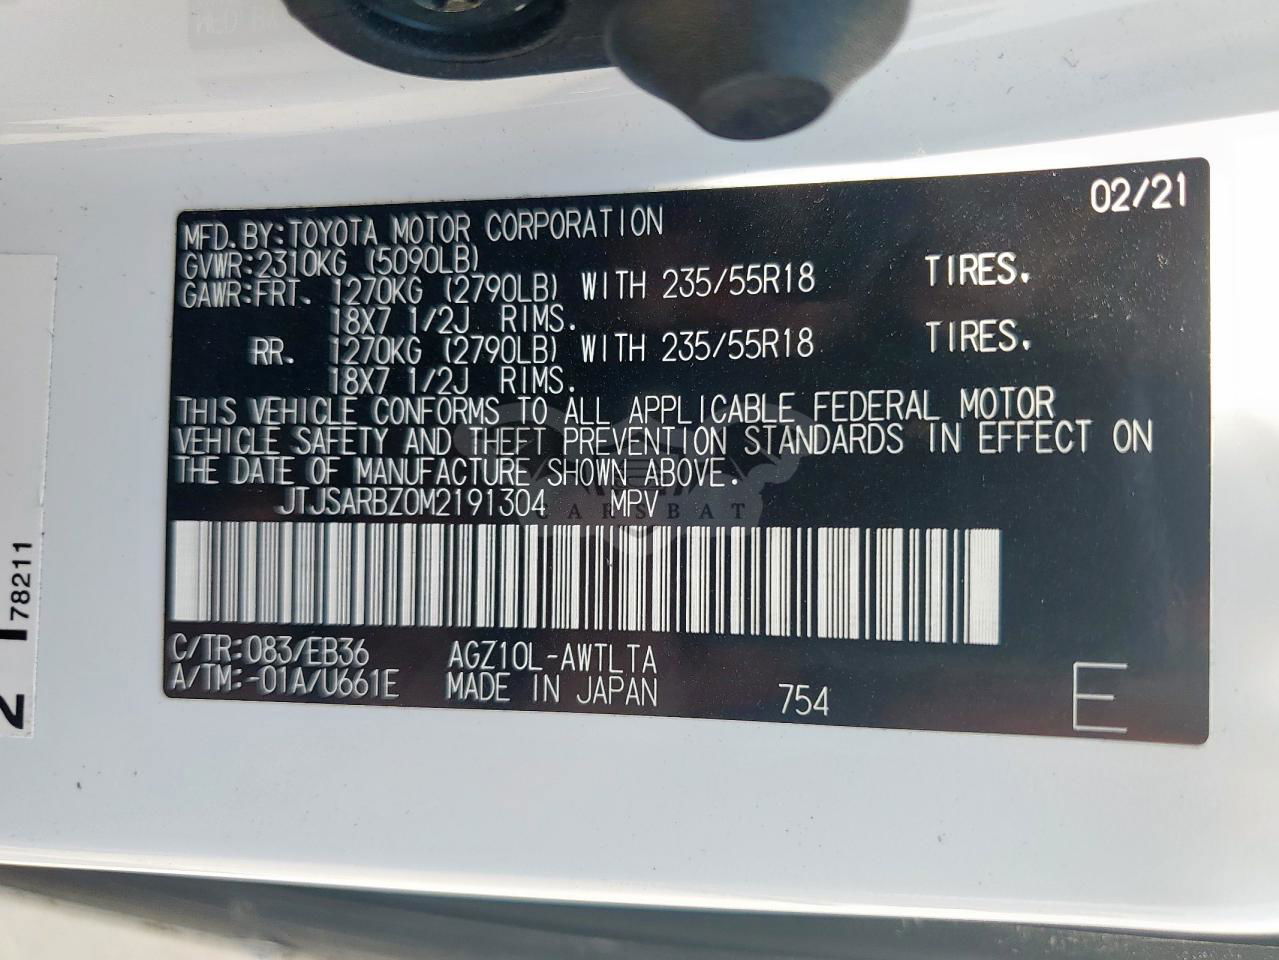 02/21
MFD.BY:TOYOTA MOTOR CORPORATION
GVWR:2310KG (5090LB)
GAWR:FRT. 1270KG (2790LB) WITH 235/55R18 TIRES.
18X7 1/2J RIMS.
RR. 1270KG (2790LB) WITH 235/55R18 TIRES.
18X7 1/2J RIMS.
THIS VEHICLE CONFORMS TO ALL APPLICABLE FEDERAL MOTOR
VEHICLE SAFETY AND THEFT PREVENTION STANDARDS IN EFFECT ON
THE DATE OF MANUFACTURE SHOWN ABOVE.
JTJSARBZ0M2191304 MPV
CARSBAT
C/TR:083/EB36 AGZ10L-AWTLTA
A/TM:-01A/U661E MADE IN JAPAN 754 E
78211